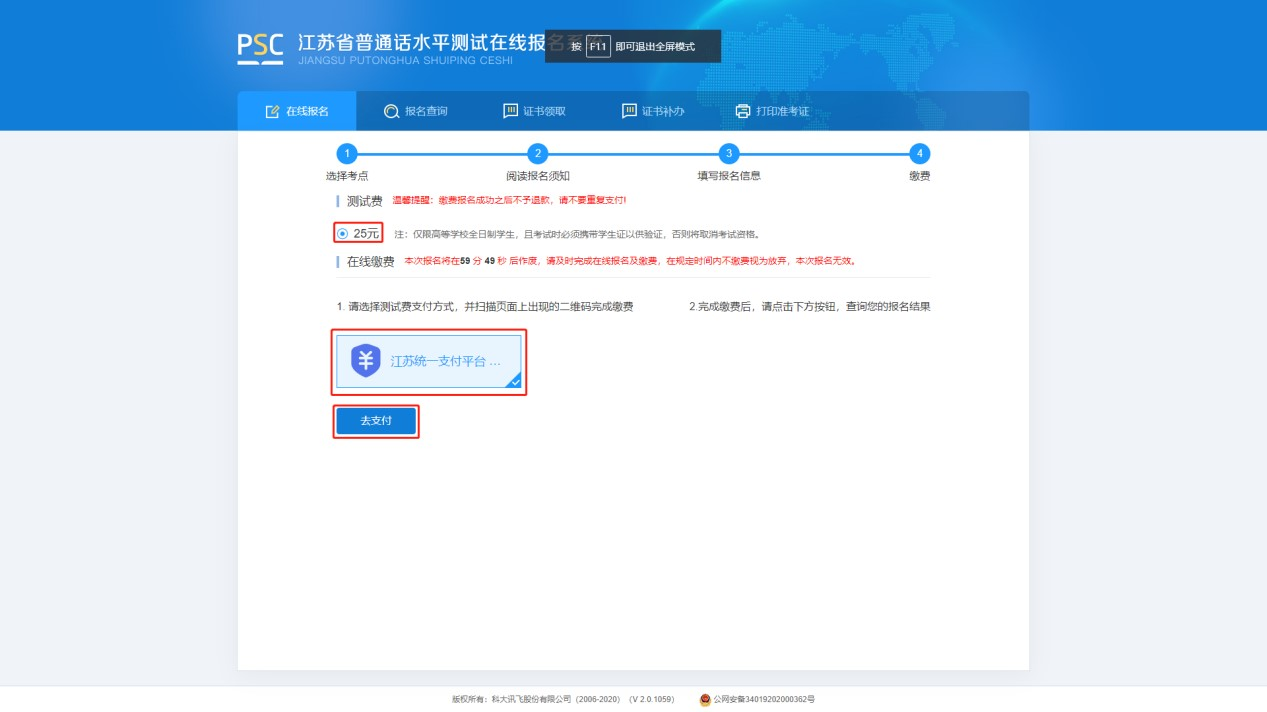 PSC 江苏省普通话水平测试在线报名系统
JIANGSU PUTONGHUA SHUIPING CESHI
按 F11 即可退出全屏模式
在线报名 报名查询 证书领取 证书补办 打印准考证
1 2 3 4
选择考点 阅读报名须知 填写报名信息 缴费
测试费 温馨提醒：缴费报名成功之后不予退款，请不要重复支付!
25元 注：仅限高等学校全日制学生，且考试时必须携带学生证以供验证，否则将取消考试资格。
在线缴费 本次报名将在59 分 49 秒 后作废，请及时完成在线报名及缴费，在规定时间内不缴费视为放弃，本次报名无效。
1. 请选择测试费支付方式，并扫描页面上出现的二维码完成缴费 2.完成缴费后，请点击下方按钮，查询您的报名结果
江苏统一支付平台 ...
去支付
版权所有：科大讯飞股份有限公司（2006-2020）（V 2.0.1059） 公网安备34019202000362号